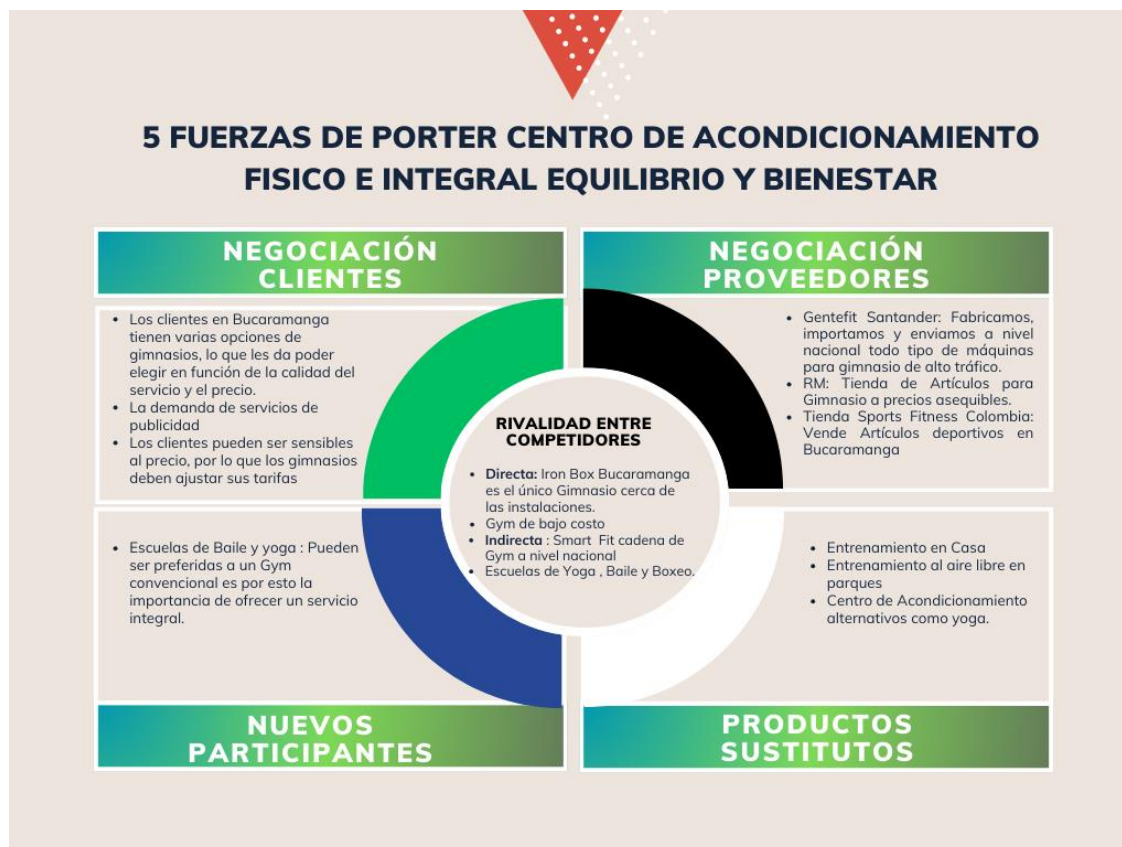 5 FUERZAS DE PORTER CENTRO DE ACONDICIONAMIENTO
FISICO E INTEGRAL EQUILIBRIO Y BIENESTAR
NEGOCIACIÓN
CLIENTES
• Los clientes en Bucaramanga
tienen varias opciones de
gimnasios, lo que les da poder
elegir en función de la calidad del
servicio y el precio.
• La demanda de servicios de
publicidad
• Los clientes pueden ser sensibles
al precio, por lo que los gimnasios
deben ajustar sus tarifas
NEGOCIACIÓN
PROVEEDORES
• Gentefit Santander: Fabricamos,
importamos y enviamos a nivel
nacional todo tipo de máquinas
para gimnasio de alto tráfico.
• RM: Tienda de Artículos para
Gimnasio a precios asequibles.
• Tienda Sports Fitness Colombia:
Vende Artículos deportivos en
Bucaramanga
RIVALIDAD ENTRE
COMPETIDORES
• Directa: Iron Box Bucaramanga
es el único Gimnasio cerca de
las instalaciones.
• Gym de bajo costo
• Indirecta : Smart Fit cadena de
Gym a nivel nacional
• Escuelas de Yoga , Baile y Boxeo.
• Escuelas de Baile y yoga : Pueden
ser preferidas a un Gym
convencional es por esto la
importancia de ofrecer un servicio
integral.
NUEVOS
PARTICIPANTES
• Entrenamiento en Casa
• Entrenamiento al aire libre en
parques
• Centro de Acondicionamiento
alternativos como yoga.
PRODUCTOS
SUSTITUTOS